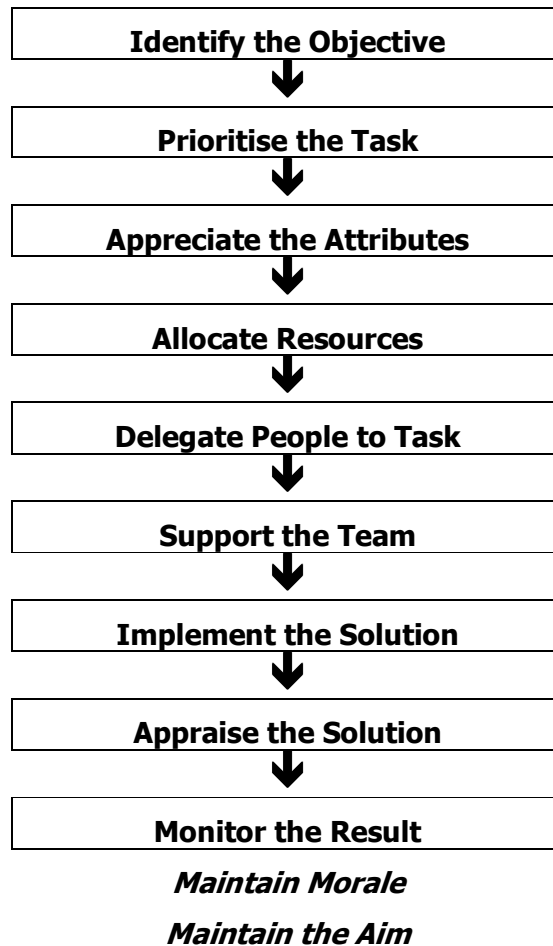 Identify the Objective
Prioritise the Task
Appreciate the Attributes
Allocate Resources
Delegate People to Task
Support the Team
Implement the Solution
Appraise the Solution
Monitor the Result
Maintain Morale
Maintain the Aim